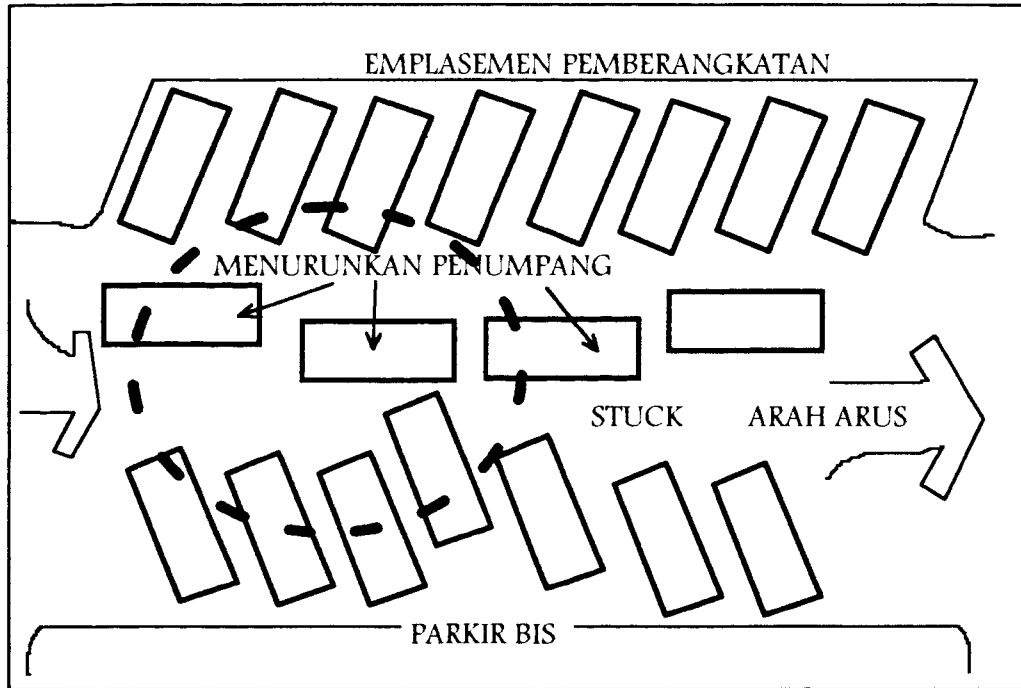 EMPLASEMEN PEMBERANGKATAN
MENURUNKAN PENUMPANG
STUCK
ARAH ARUS
PARKIR BIS